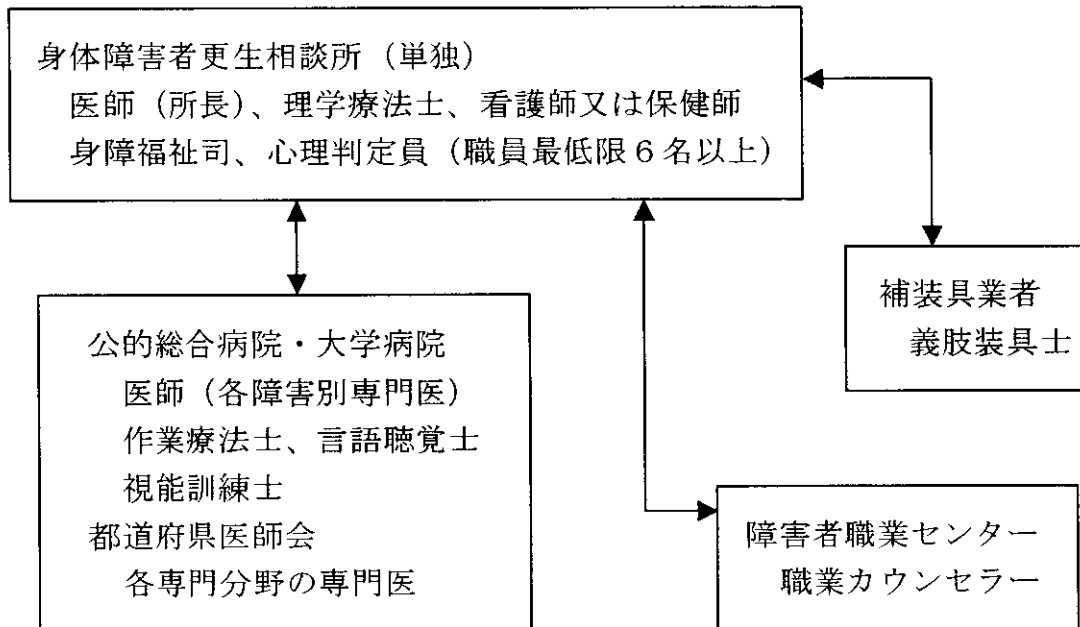 身体障害者更生相談所（単独）
医師（所長）、理学療法士、看護師又は保健師
身障福祉司、心理判定員（職員最低限６名以上）
補装具業者
義肢装具士
公的総合病院・大学病院
医師（各障害別専門医）
作業療法士、言語聴覚士
視能訓練士
都道府県医師会
各専門分野の専門医
障害者職業センター
職業カウンセラー